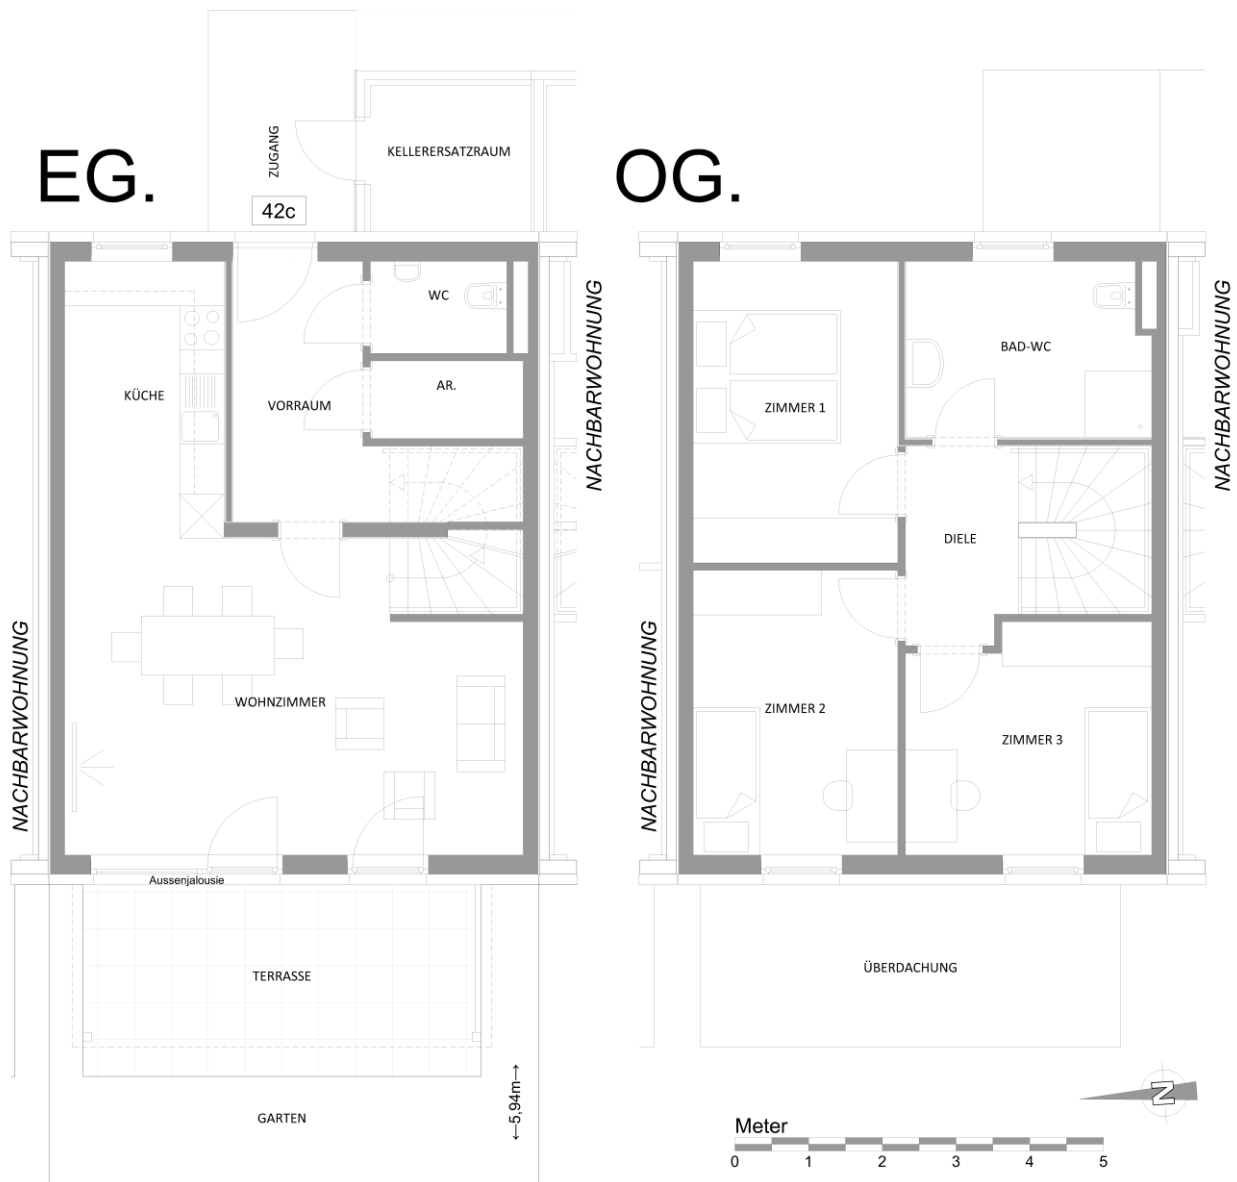 EG.
ZUGANG
42c
KELLERERSATZRAUM
NACHBARWOHNUNG
WC
AR.
KÜCHE
VORRAUM
WOHNZIMMER
NACHBARWOHNUNG
Aussenjalousie
TERRASSE
←5,94m→
GARTEN
OG.
NACHBARWOHNUNG
BAD-WC
ZIMMER 1
DIELE
NACHBARWOHNUNG
ZIMMER 2
ZIMMER 3
ÜBERDACHUNG
N
Meter
0 1 2 3 4 5